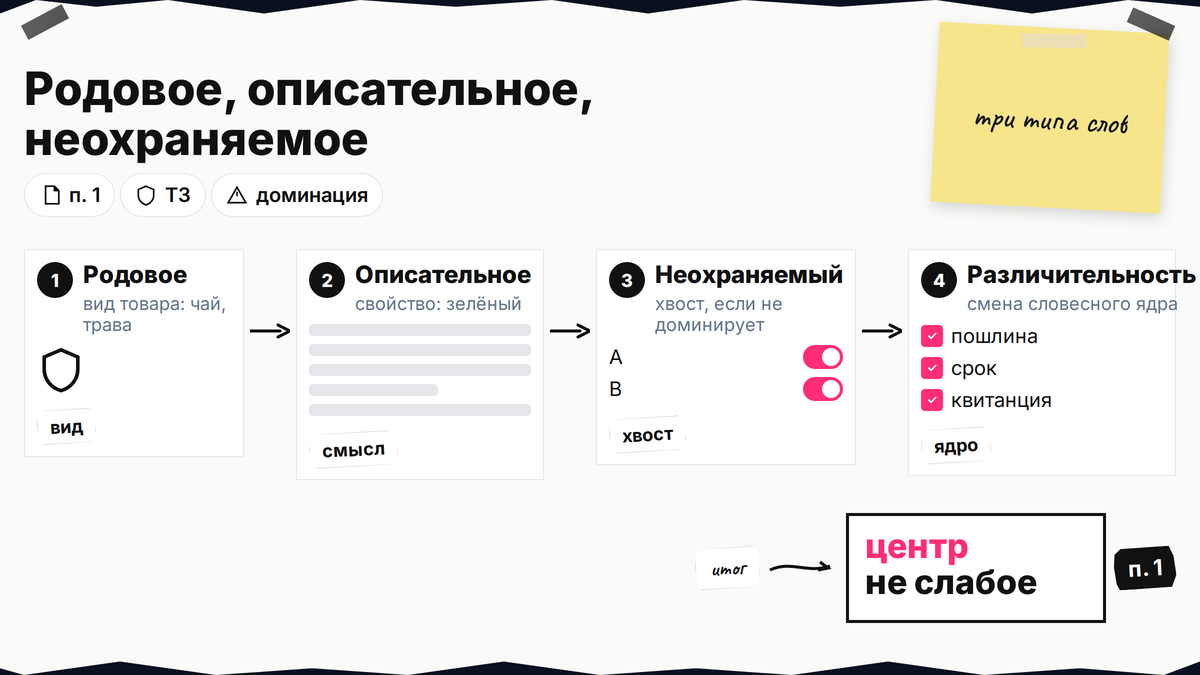 Родовое, описательное,
неохраняемое
три типа слов
п. 1
ТЗ
доминация
1 Родовое
вид товара: чай,
трава
вид
2 Описательное
свойство: зелёный
смысл
3 Неохраняемый
хвост, если не
доминирует
A
B
хвост
4 Различительность
смена словесного ядра
пошлина
срок
квитанция
ядро
итог
центр
не слабое
п. 1